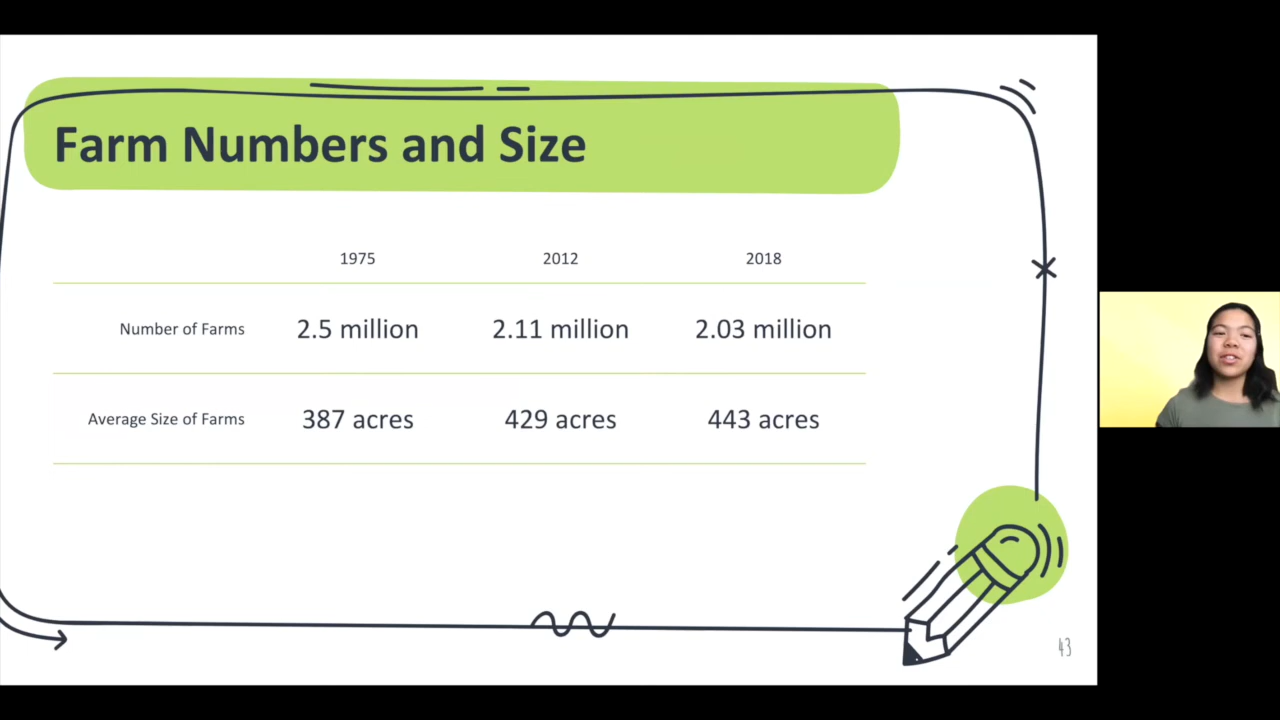 Farm Numbers and Size
1975 2012 2018
Number of Farms 2.5 million 2.11 million 2.03 million
Average Size of Farms 387 acres 429 acres 443 acres
43